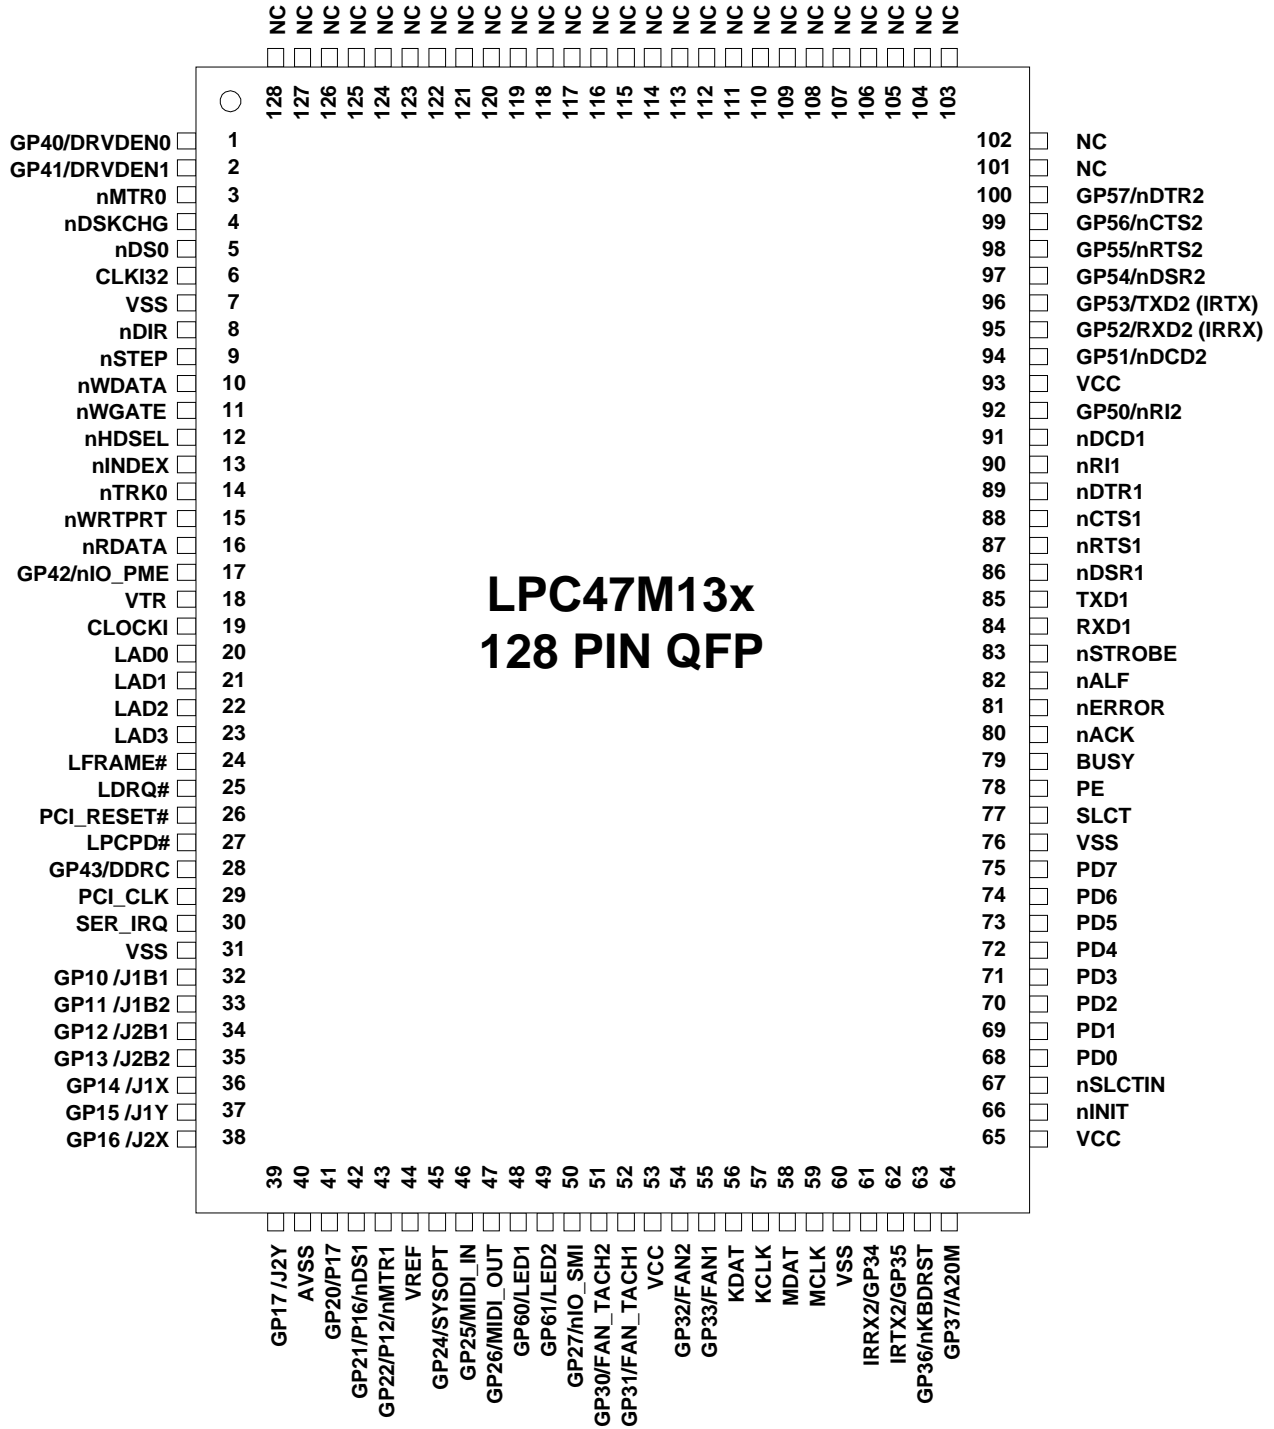 NC NC NC NC NC NC NC NC NC NC NC NC NC NC NC NC NC NC NC NC NC NC NC NC NC NC
128 127 126 125 124 123 122 121 120 119 118 117 116 115 114 113 112 111 110 109 108 107 106 105 104 103
GP40/DRVDEN0 1 102 NC
GP41/DRVDEN1 2 101 NC
nMTR0 3 100 GP57/nDTR2
nDSKCHG 4 99 GP56/nCTS2
nDS0 5 98 GP55/nRTS2
CLKI32 6 97 GP54/nDSR2
VSS 7 96 GP53/TXD2 (IRTX)
nDIR 8 95 GP52/RXD2 (IRRX)
nSTEP 9 94 GP51/nDCD2
nWDATA 10 93 VCC
nWGATE 11 92 GP50/nRI2
nHDSEL 12 91 nDCD1
nINDEX 13 90 nRI1
nTRK0 14 89 nDTR1
nWRTPRT 15 88 nCTS1
nRDATA 16 87 nRTS1
GP42/nIO_PME 17 86 nDSR1
VTR 18 85 TXD1
CLOCKI 19 84 RXD1
LAD0 20 83 nSTROBE
LAD1 21 82 nALF
LAD2 22 81 nERROR
LAD3 23 80 nACK
LFRAME# 24 79 BUSY
LDRQ# 25 78 PE
PCI_RESET# 26 77 SLCT
LPCPD# 27 76 VSS
GP43/DDRC 28 75 PD7
PCI_CLK 29 74 PD6
SER_IRQ 30 73 PD5
VSS 31 72 PD4
GP10 /J1B1 32 71 PD3
GP11 /J1B2 33 70 PD2
GP12 /J2B1 34 69 PD1
GP13 /J2B2 35 68 PD0
GP14 /J1X 36 67 nSLCTIN
GP15 /J1Y 37 66 nINIT
GP16 /J2X 38 65 VCC
LPC47M13x
128 PIN QFP
39 40 41 42 43 44 45 46 47 48 49 50 51 52 53 54 55 56 57 58 59 60 61 62 63 64
GP17 /J2Y
AVSS
GP20/P17
GP21/P16/nDS1
GP22/P12/nMTR1
VREF
GP24/SYSOPT
GP25/MIDI_IN
GP26/MIDI_OUT
GP60/LED1
GP61/LED2
GP27/nIO_SMI
GP30/FAN_TACH2
GP31/FAN_TACH1
VCC
GP32/FAN2
GP33/FAN1
KDAT
KCLK
MDAT
MCLK
VSS
IRRX2/GP34
IRTX2/GP35
GP36/nKBDRST
GP37/A20M